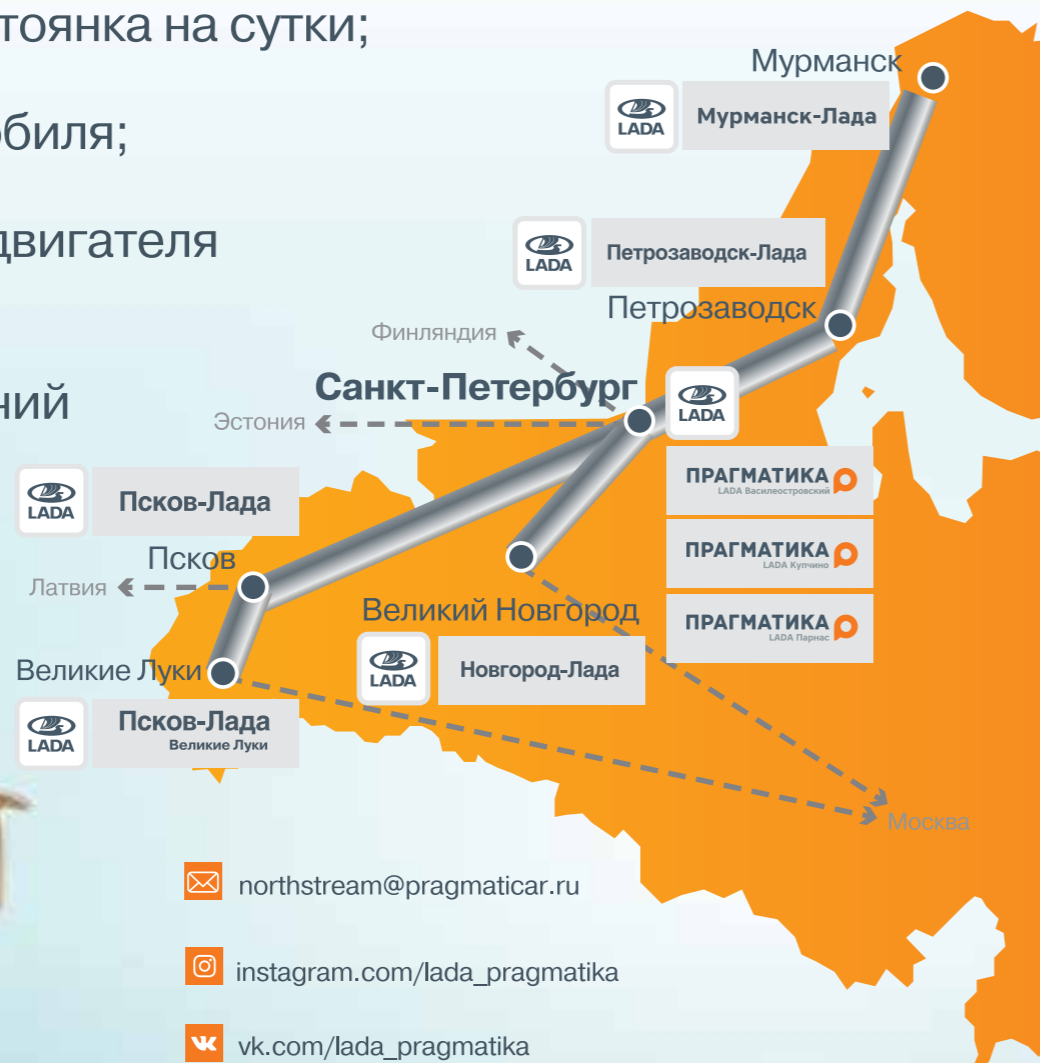 тоянка на сутки;
обиля;
двигателя
ний
Мурманск
LADA
Мурманск-Лада
LADA
Петрозаводск-Лада
Петрозаводск
Финляндия
Санкт-Петербург
LADA
Эстония
ПРАГМАТИКА
LADA Василеостровский
LADA
Псков-Лада
Псков
ПРАГМАТИКА
LADA Купчино
Латвия
Великий Новгород
ПРАГМАТИКА
LADA Парнас
LADA
Новгород-Лада
Великие Луки
LADA
Псков-Лада
Великие Луки
Москва
northstream@pragmaticar.ru
instagram.com/lada_pragmatika
vk.com/lada_pragmatika